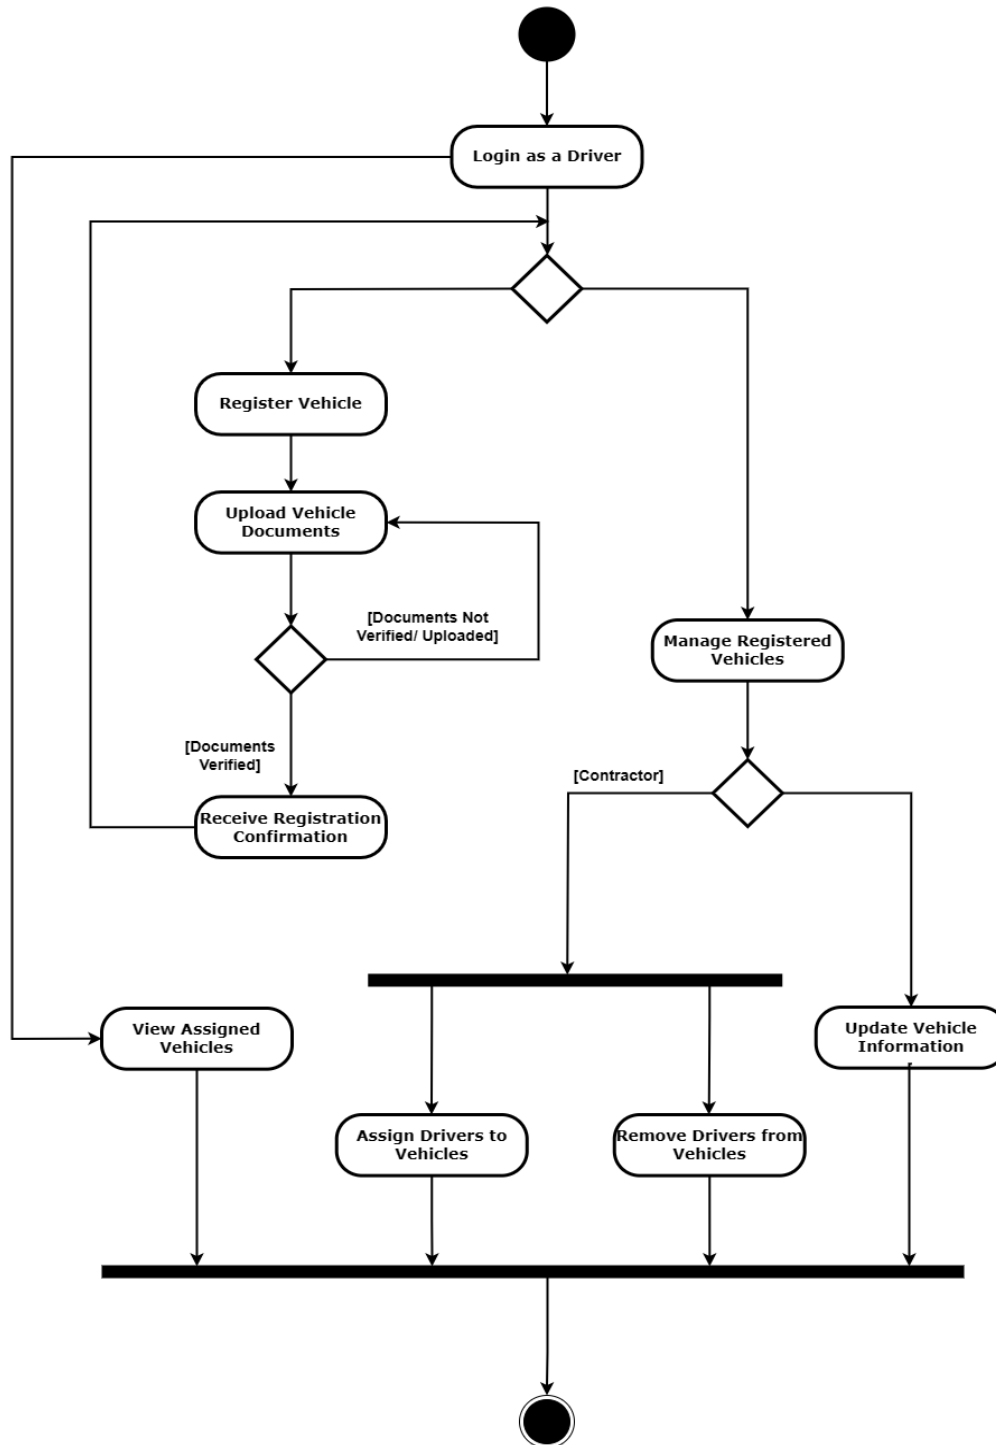 Login as a Driver
Register Vehicle
Upload Vehicle
Documents
[Documents Not
Verified/ Uploaded]
Manage Registered
Vehicles
[Documents
Verified]
[Contractor]
Receive Registration
Confirmation
View Assigned
Vehicles
Update Vehicle
Information
Assign Drivers to
Vehicles
Remove Drivers from
Vehicles